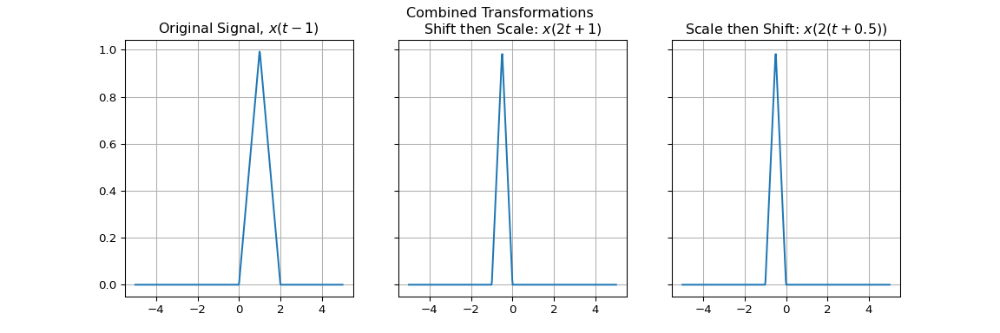 Combined Transformations
Original Signal, x(t − 1)
Shift then Scale: x(2t + 1)
Scale then Shift: x(2(t + 0.5))
1.0
0.8
0.6
0.4
0.2
0.0
−4 −2 0 2 4
−4 −2 0 2 4
−4 −2 0 2 4